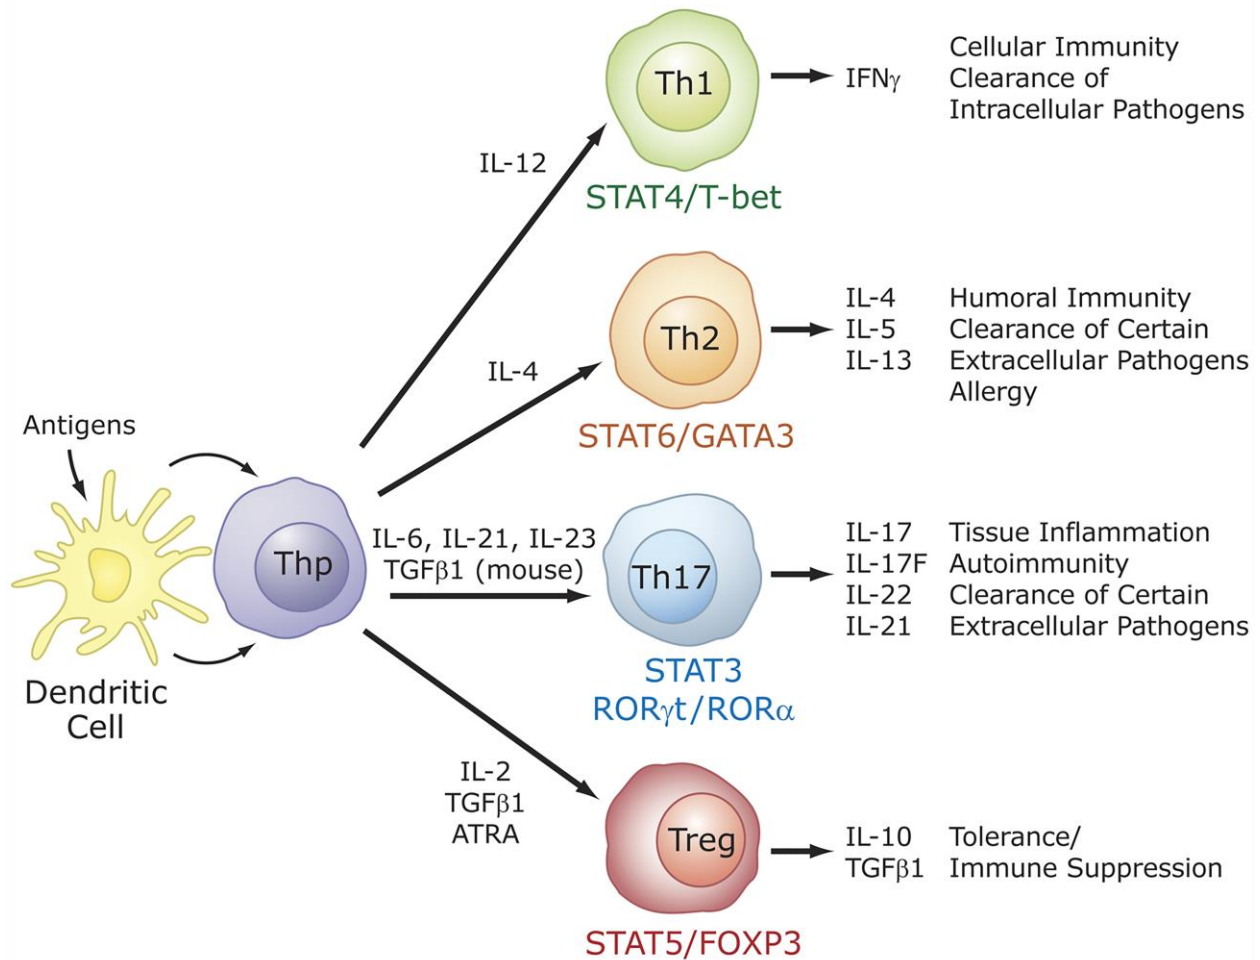 Th1
IFNγ
Cellular Immunity
Clearance of
Intracellular Pathogens
IL-12
STAT4/T-bet
Th2
IL-4
IL-5
IL-13
Humoral Immunity
Clearance of Certain
Extracellular Pathogens
Allergy
IL-4
STAT6/GATA3
Antigens
Dendritic
Cell
Thp
IL-6, IL-21, IL-23
TGFβ1 (mouse)
Th17
IL-17
IL-17F
IL-22
IL-21
Tissue Inflammation
Autoimmunity
Clearance of Certain
Extracellular Pathogens
STAT3
RORγt/RORα
IL-2
TGFβ1
ATRA
Treg
IL-10
TGFβ1
Tolerance/
Immune Suppression
STAT5/FOXP3